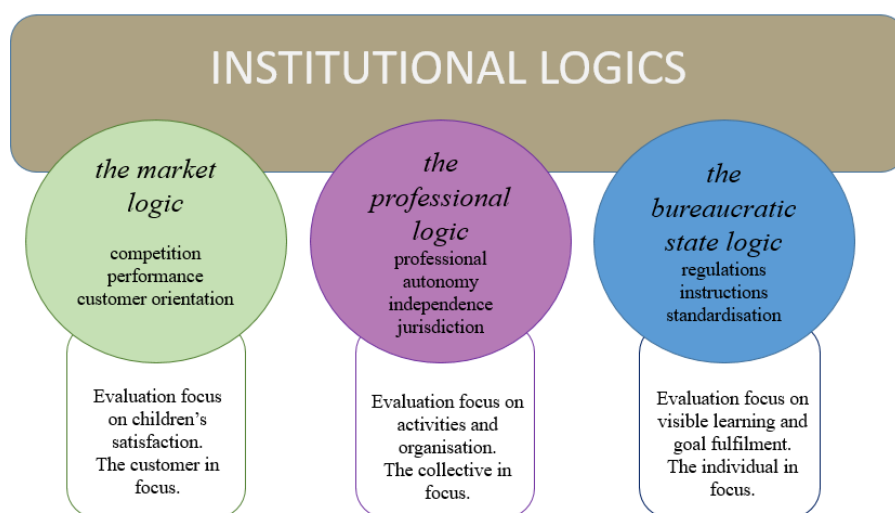 INSTITUTIONAL LOGICS
the market
logic
competition
performance
customer orientation
the
professional
logic
professional
autonomy
independence
jurisdiction
the
bureaucratic
state logic
regulations
instructions
standardisation
Evaluation focus
on children’s
satisfaction.
The customer in
focus.
Evaluation focus on
activities and
organisation.
The collective in
focus.
Evaluation focus on
visible learning and
goal fulfilment.
The individual in
focus.